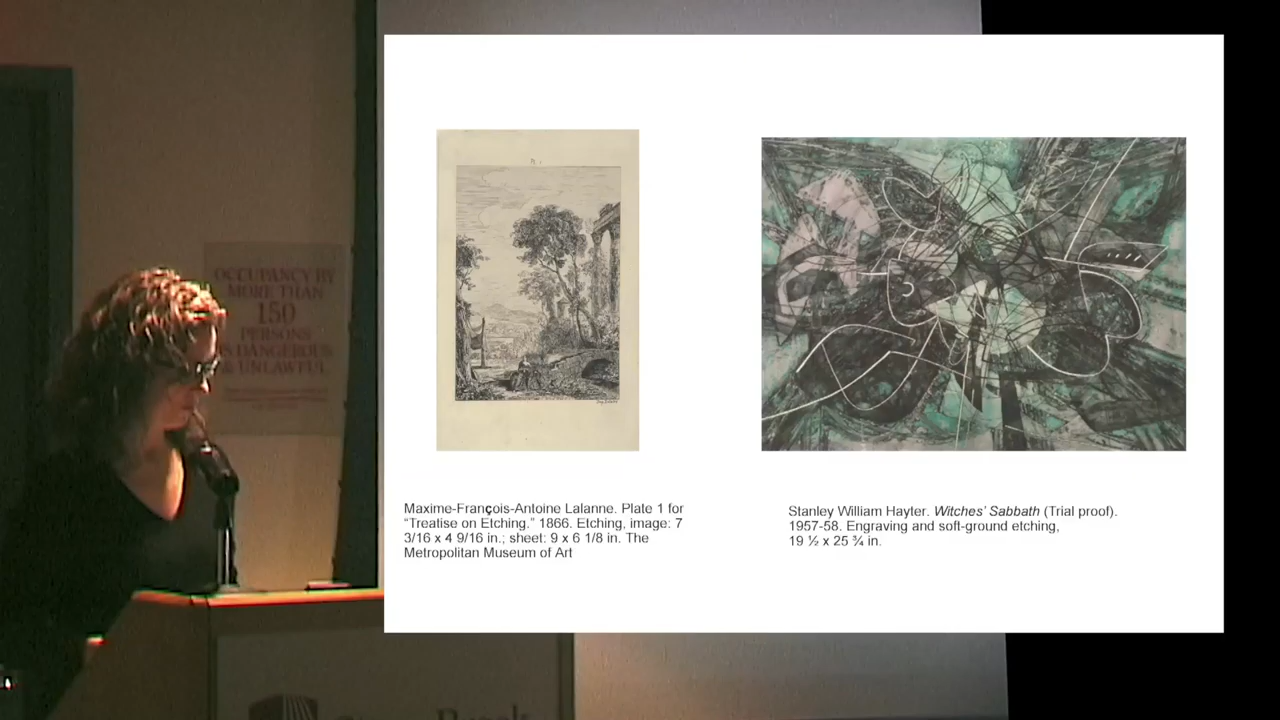 OCCUPANCY BY
MORE THAN
150
PERSONS
IS DANGEROUS
& UNLAWFUL
Maxime-François-Antoine Lalanne. Plate 1 for
“Treatise on Etching.” 1866. Etching, image: 7
3/16 x 4 9/16 in.; sheet: 9 x 6 1/8 in. The
Metropolitan Museum of Art
Stanley William Hayter. Witches’ Sabbath (Trial proof).
1957-58. Engraving and soft-ground etching,
19 ½ x 25 ¾ in.